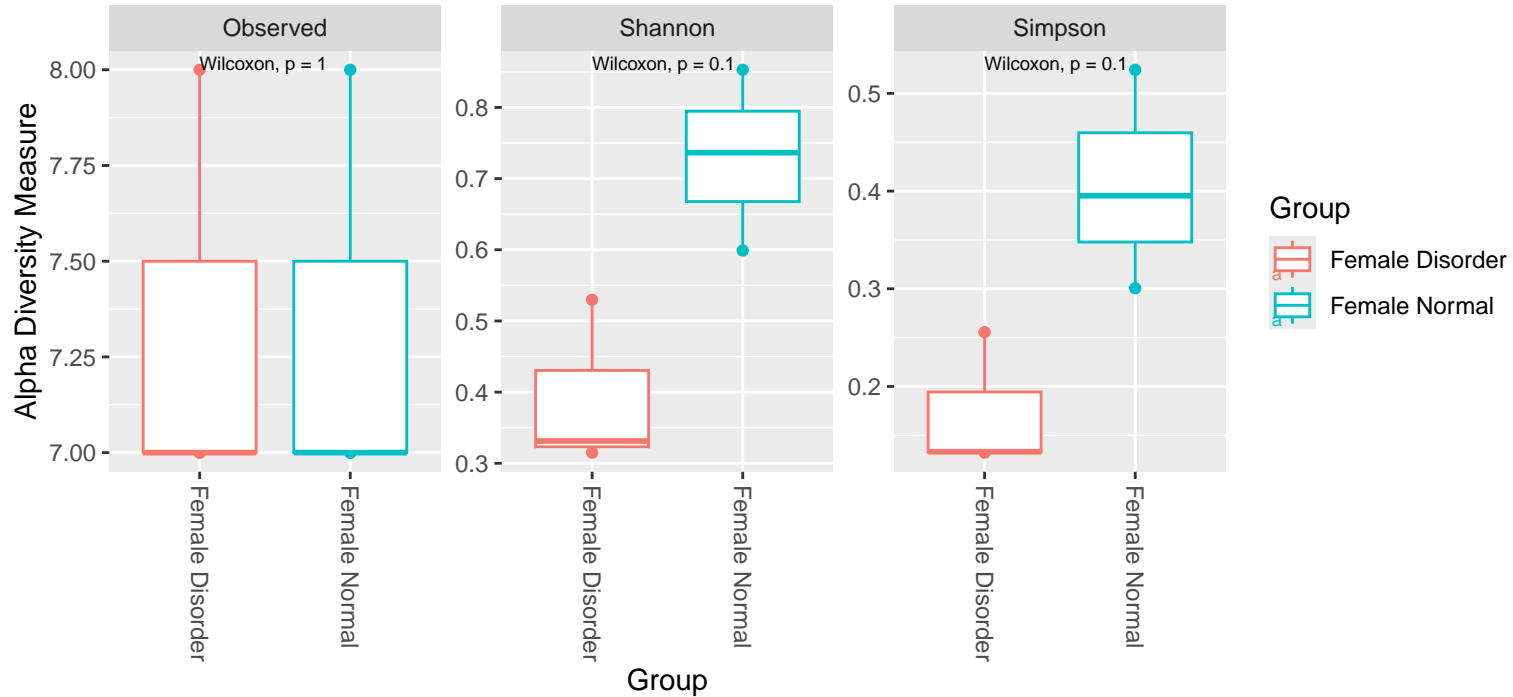 Observed
Shannon
Simpson
Wilcoxon, p = 1
Wilcoxon, p = 0.1
Wilcoxon, p = 0.1
Alpha Diversity Measure
8.00
7.75
7.50
7.25
7.00
0.8
0.7
0.6
0.5
0.4
0.3
0.5
0.4
0.3
0.2
Female Disorder
Female Normal
Female Disorder
Female Normal
Female Disorder
Female Normal
Group
Group
a
Female Disorder
a
Female Normal